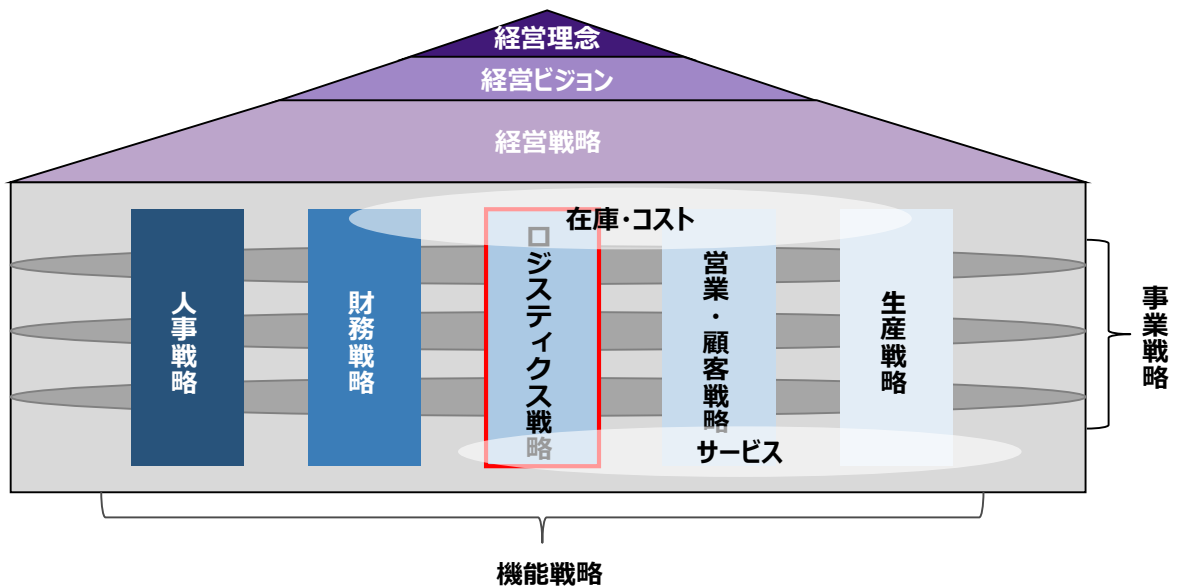 経営理念
経営ビジョン
経営戦略
在庫・コスト
人事戦略
財務戦略
ロジスティクス戦略
営業・顧客戦略
生産戦略
サービス
事業戦略
機能戦略